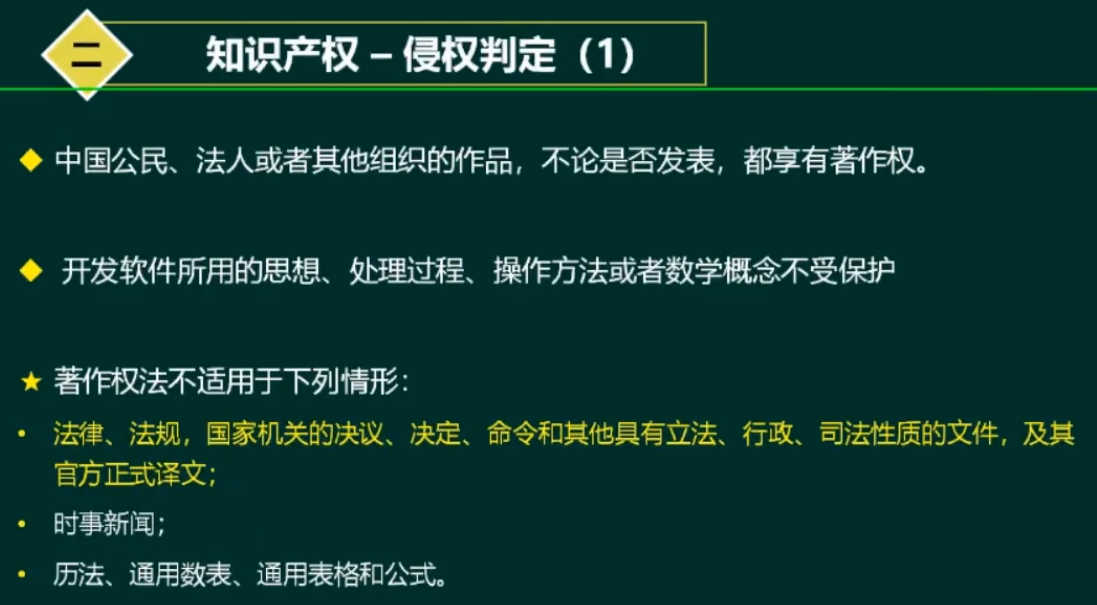 二
知识产权 – 侵权判定（1）
◆ 中国公民、法人或者其他组织的作品，不论是否发表，都享有著作权。
◆ 开发软件所用的思想、处理过程、操作方法或者数学概念不受保护
★ 著作权法不适用于下列情形：
• 法律、法规，国家机关的决议、决定、命令和其他具有立法、行政、司法性质的文件，及其
官方正式译文；
• 时事新闻；
• 历法、通用数表、通用表格和公式。